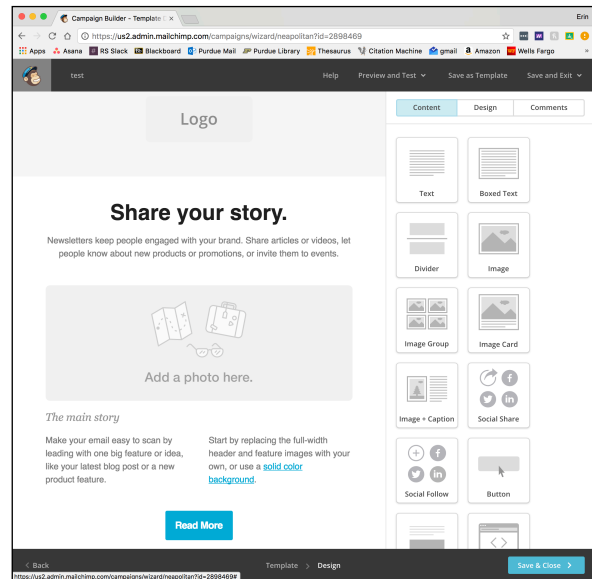 Campaign Builder - Template D
Erin
https://us2.admin.mailchimp.com/campaigns/wizard/neapolitan?id=2898469
Apps Asana RS Slack Blackboard Purdue Mail Purdue Library Thesaurus Citation Machine gmail Amazon Wells Fargo »
test Help Preview and Test Save as Template Save and Exit
Content Design Comments
Logo
Text Boxed Text
Share your story.
Newsletters keep people engaged with your brand. Share articles or videos, let
people know about new products or promotions, or invite them to events.
Divider Image
Add a photo here.
Image Group Image Card
The main story
Make your email easy to scan by
leading with one big feature or idea,
like your latest blog post or a new
product feature.
Start by replacing the full-width
header and feature images with your
own, or use a solid color
background.
Image + Caption Social Share
Social Follow Button
Read More
< Back Template > Design Save & Close >
https://us2.admin.mailchimp.com/campaigns/wizard/neapolitan?id=2898469#